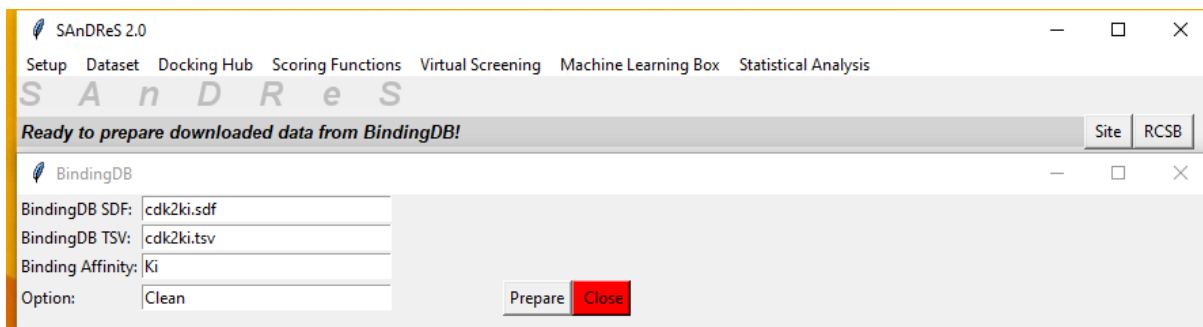 SAnDReS 2.0
Setup Dataset Docking Hub Scoring Functions Virtual Screening Machine Learning Box Statistical Analysis
S A n D R e S
Ready to prepare downloaded data from BindingDB! Site RCSB
BindingDB
BindingDB SDF: cdk2ki.sdf
BindingDB TSV: cdk2ki.tsv
Binding Affinity: Ki
Option: Clean Prepare Close